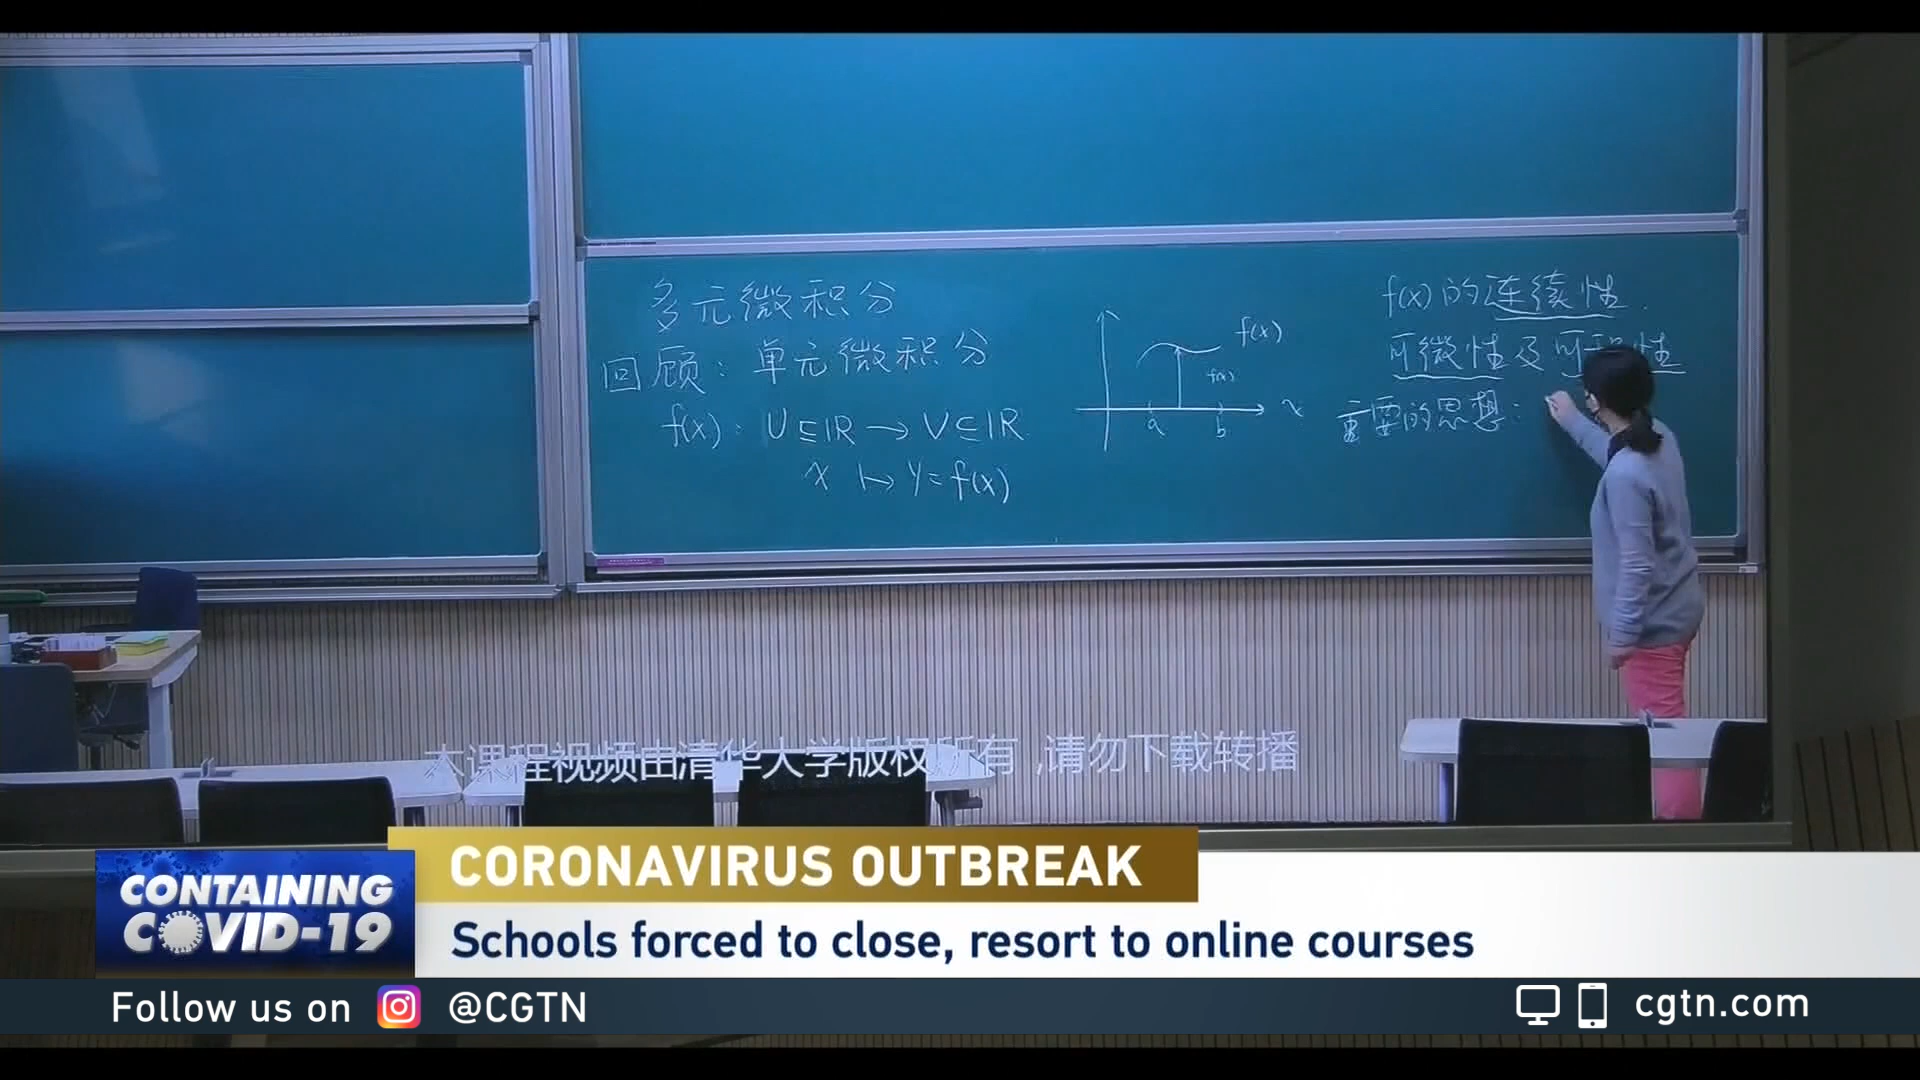 多元微积分
回顾：单元微积分
f(x)：U⊆IR→V⊆IR
x ↦ y=f(x)
f(x)
f(x)
x
a
b
f(x)的连续性.
可微性及可积性
重要的思想：
本课程视频由清华大学版权所有,请勿下载转播
CORONAVIRUS OUTBREAK
CONTAINING
COVID-19
Schools forced to close, resort to online courses
Follow us on @CGTN
cgtn.com